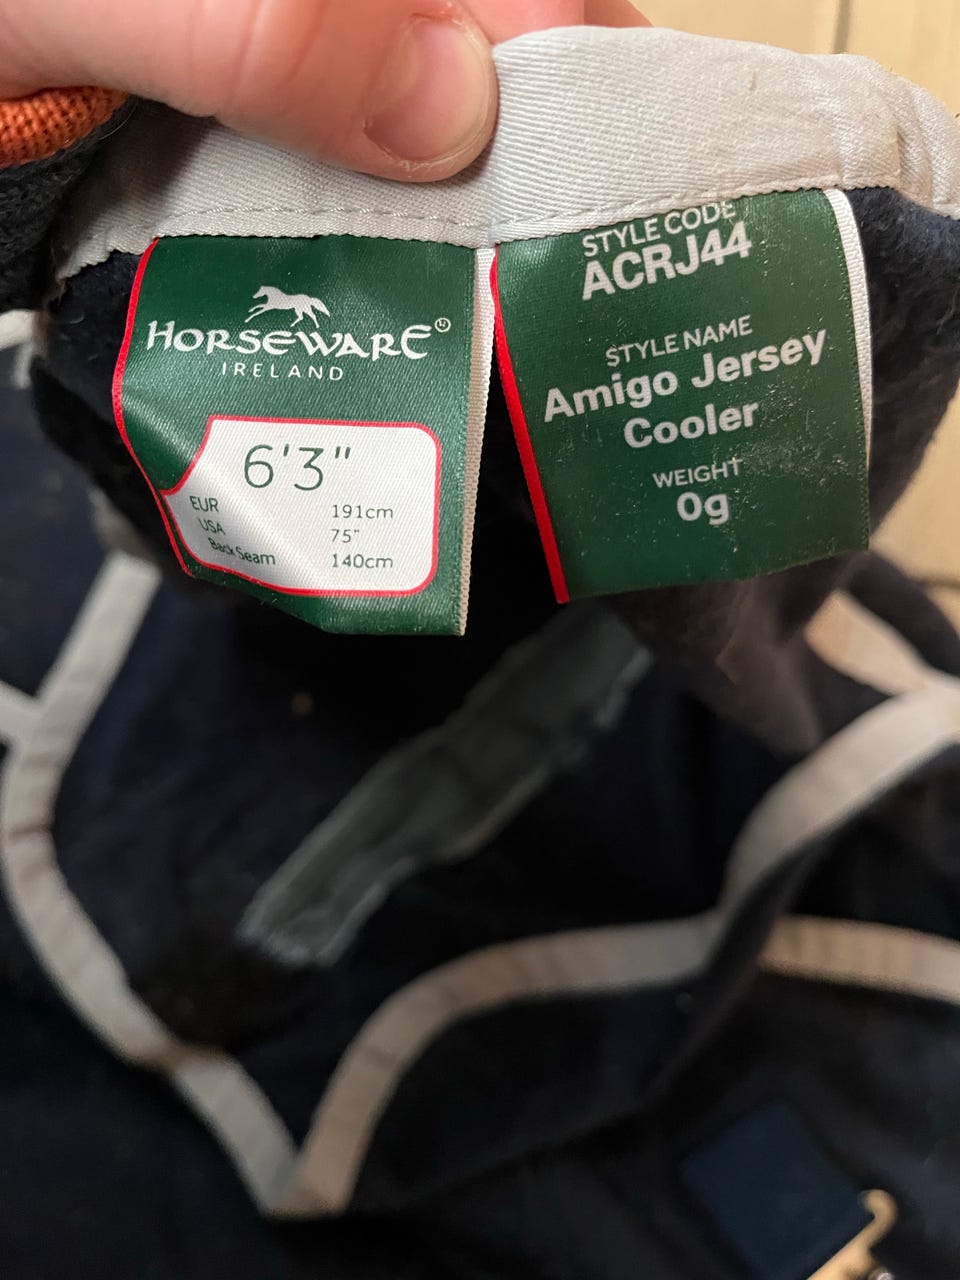 HORSEWARE®
IRELAND
6'3"
EUR 191cm
USA 75"
Back Seam 140cm
STYLE CODE
ACRJ44
STYLE NAME
Amigo Jersey
Cooler
WEIGHT
0g